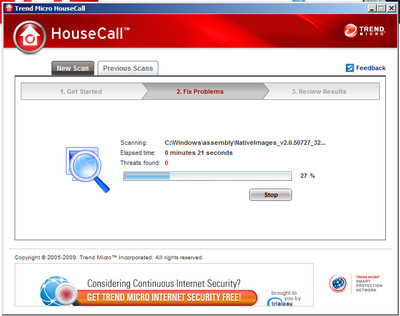 Trend Micro HouseCall
HouseCall™
TREND
MICRO
New Scan
Previous Scans
Feedback
1. Get Started
2. Fix Problems
3. Review Results
Scanning: C:\Windows\assembly\NativeImages_v2.0.50727_32...
Elapsed time: 0 minutes 21 seconds
Threats found: 0
27 %
Stop
Copyright © 2005-2009. Trend Micro™ Incorporated. All rights reserved.
Considering Continuous Internet Security?
GET TREND MICRO INTERNET SECURITY FREE!
brought to
you by
trialpay
TREND MICRO™
SMART
PROTECTION
NETWORK